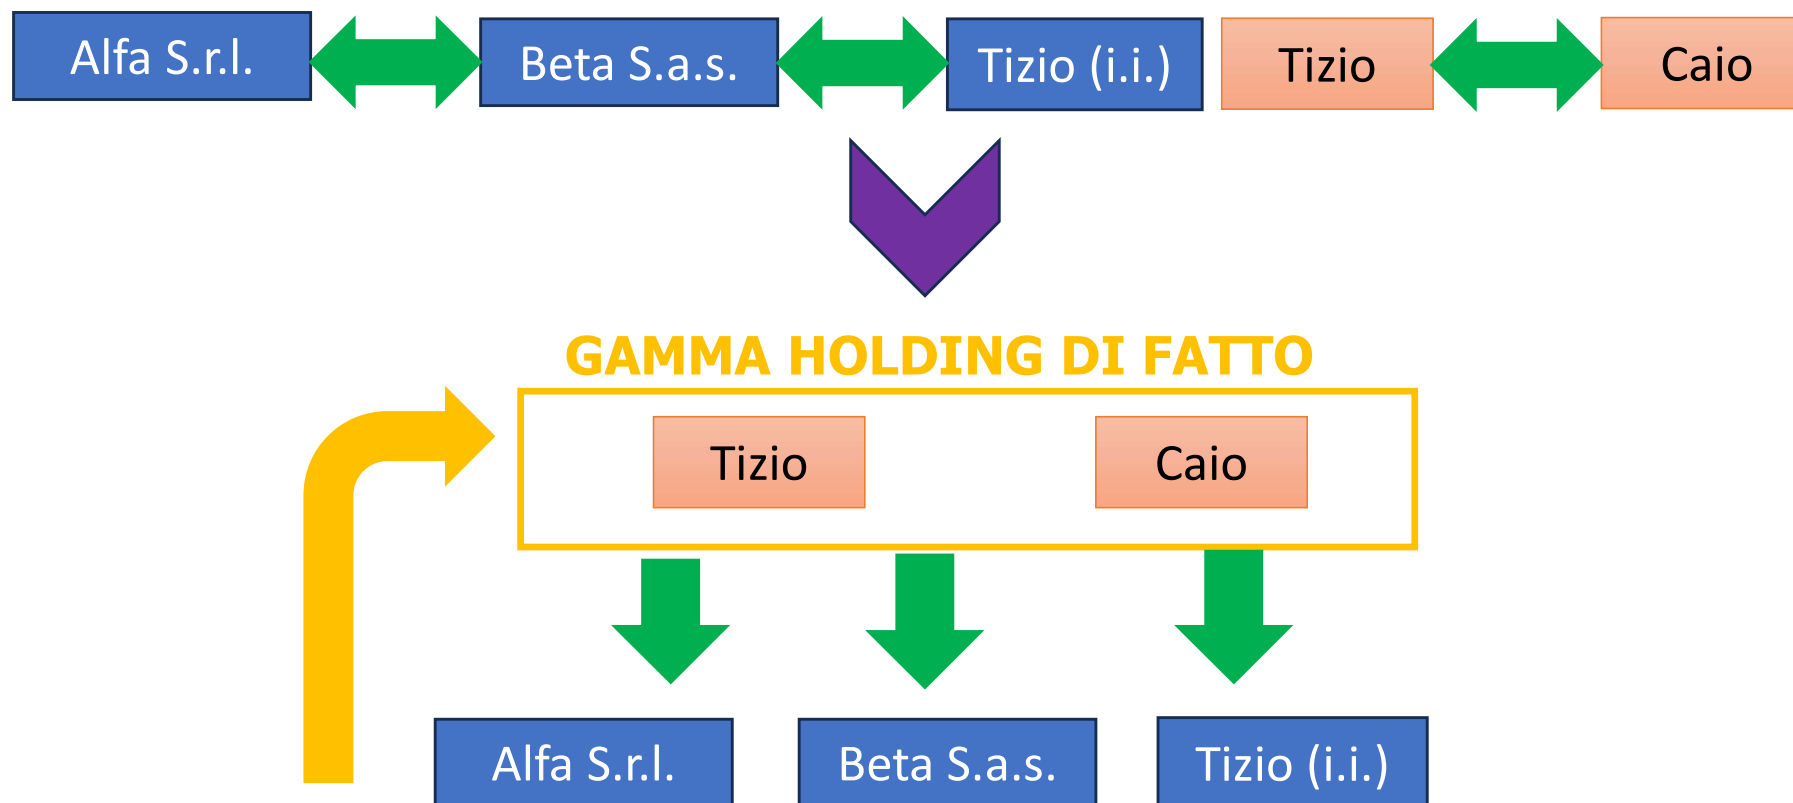 Alfa S.r.l.
Beta S.a.s.
Tizio (i.i.)
Tizio
Caio
GAMMA HOLDING DI FATTO
Tizio
Caio
Alfa S.r.l.
Beta S.a.s.
Tizio (i.i.)